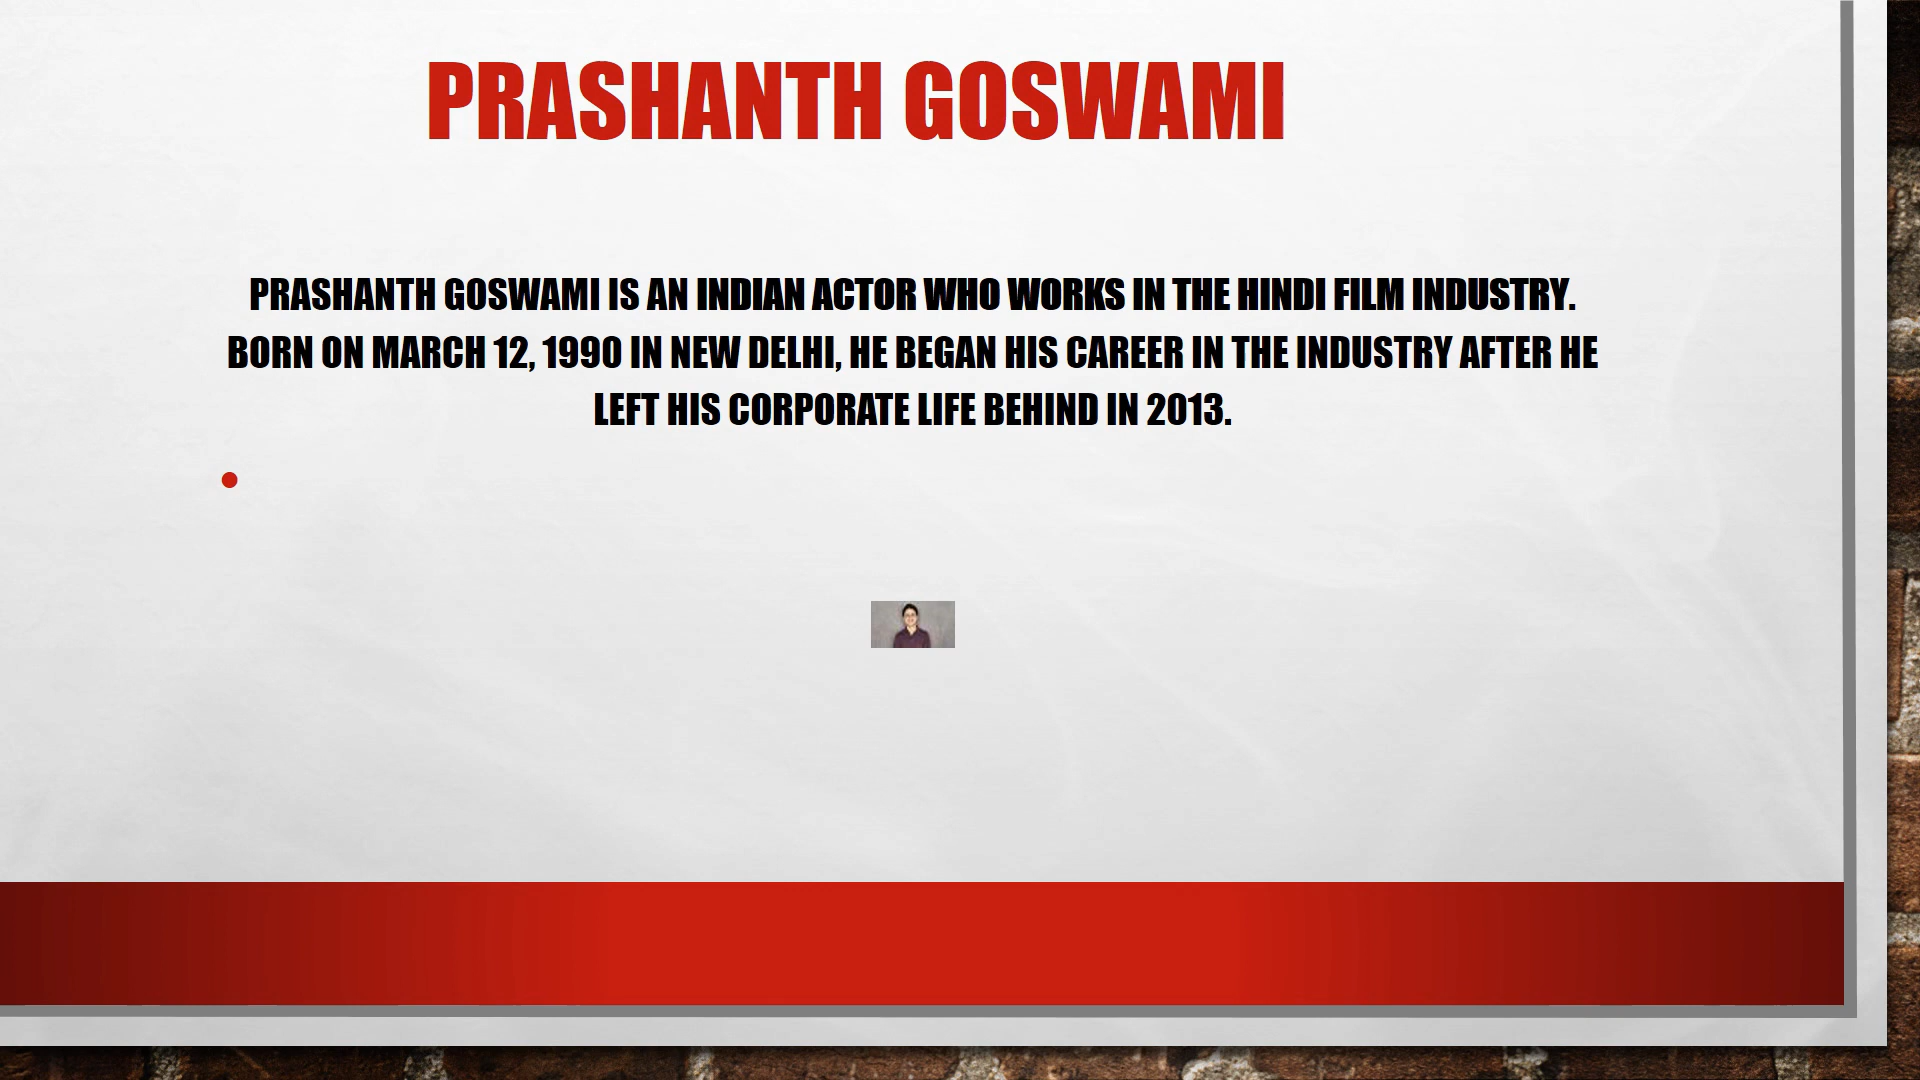 PRASHANTH GOSWAMI
PRASHANTH GOSWAMI IS AN INDIAN ACTOR WHO WORKS IN THE HINDI FILM INDUSTRY.
BORN ON MARCH 12, 1990 IN NEW DELHI, HE BEGAN HIS CAREER IN THE INDUSTRY AFTER HE
LEFT HIS CORPORATE LIFE BEHIND IN 2013.